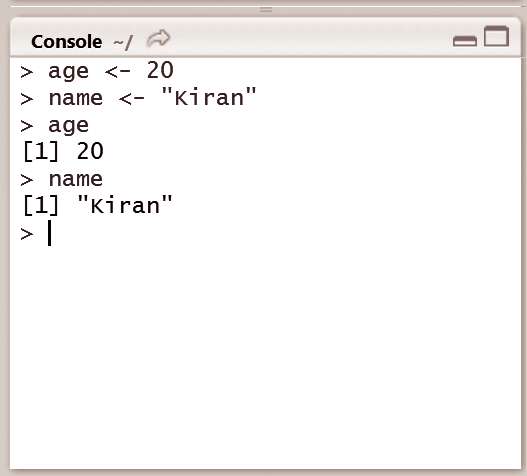 Console ~/
> age <- 20
> name <- "Kiran"
> age
[1] 20
> name
[1] "Kiran"
>